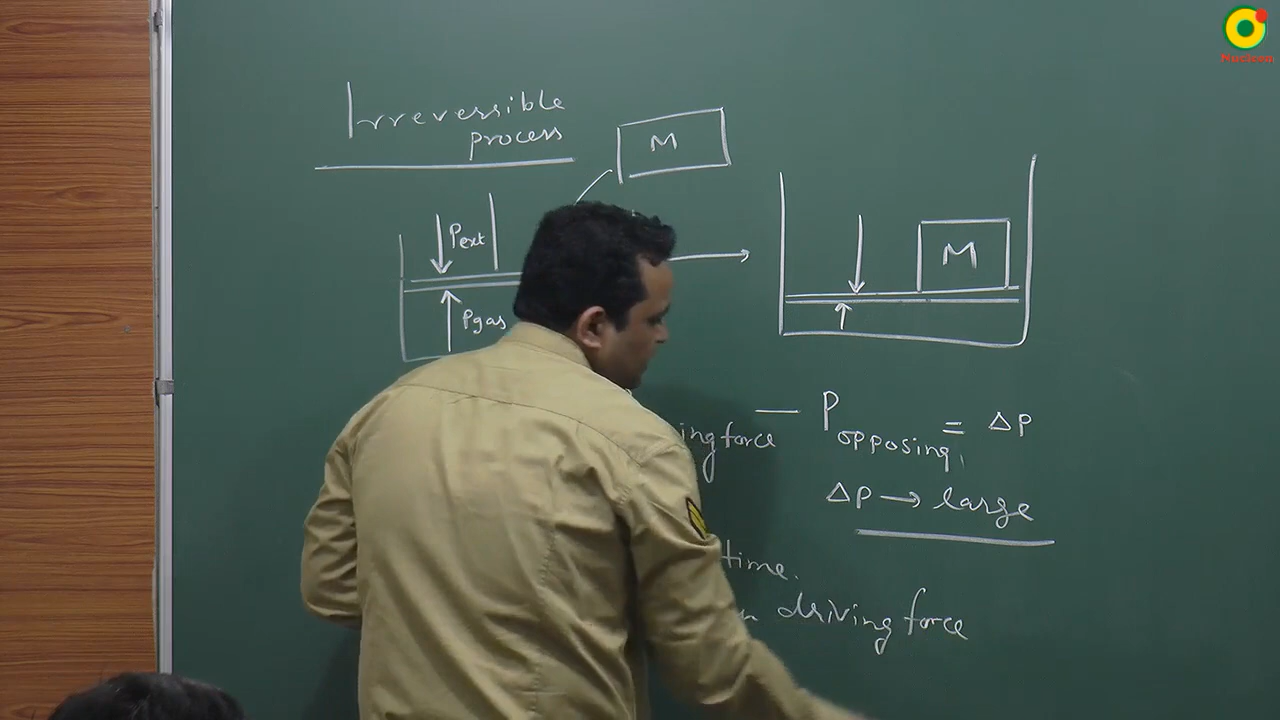 Irreversible
process
M
Pext
Pgas
M
ing force — P opposing = ΔP
ΔP → large
time.
driving force